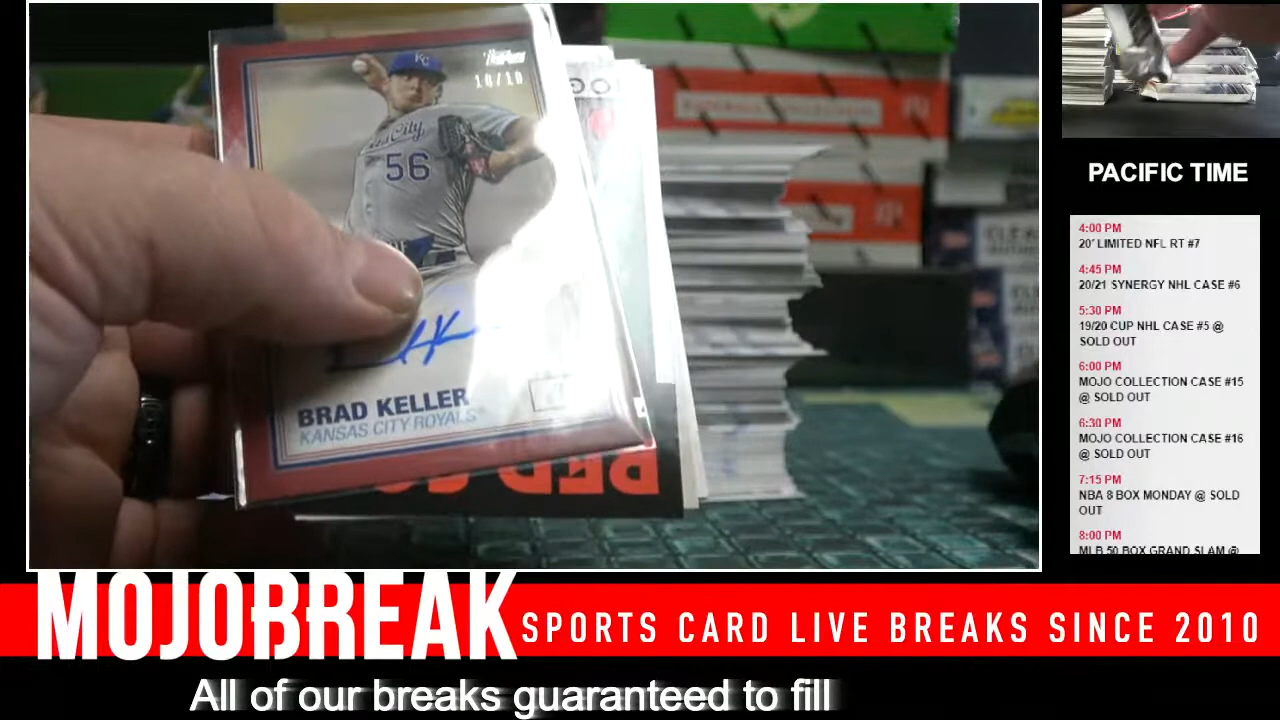 Topps
10/10
KC
56
BRAD KELLER
KANSAS CITY ROYALS
RED
PACIFIC TIME
4:00 PM
20' LIMITED NFL RT #7
4:45 PM
20/21 SYNERGY NHL CASE #6
5:30 PM
19/20 CUP NHL CASE #5 @
SOLD OUT
6:00 PM
MOJO COLLECTION CASE #15
@ SOLD OUT
6:30 PM
MOJO COLLECTION CASE #16
@ SOLD OUT
7:15 PM
NBA 8 BOX MONDAY @ SOLD
OUT
8:00 PM
MLB 50 BOX GRAND SLAM @
MOJOBREAK
SPORTS CARD LIVE BREAKS SINCE 2010
All of our breaks guaranteed to fill